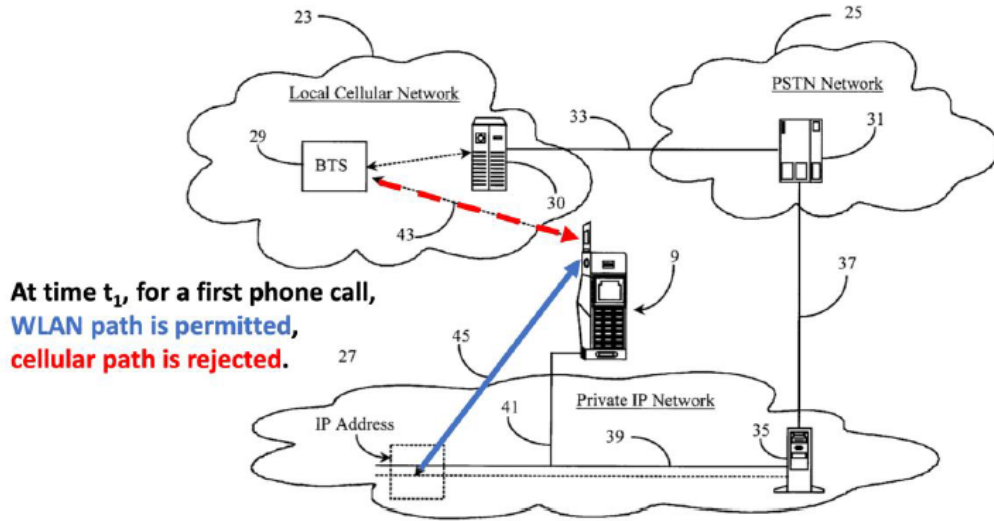 23
25
Local Cellular Network
PSTN Network
33
29
BTS
31
30
43
9
At time t1, for a first phone call,
WLAN path is permitted,
cellular path is rejected.
37
27
45
Private IP Network
IP Address
41
39
35